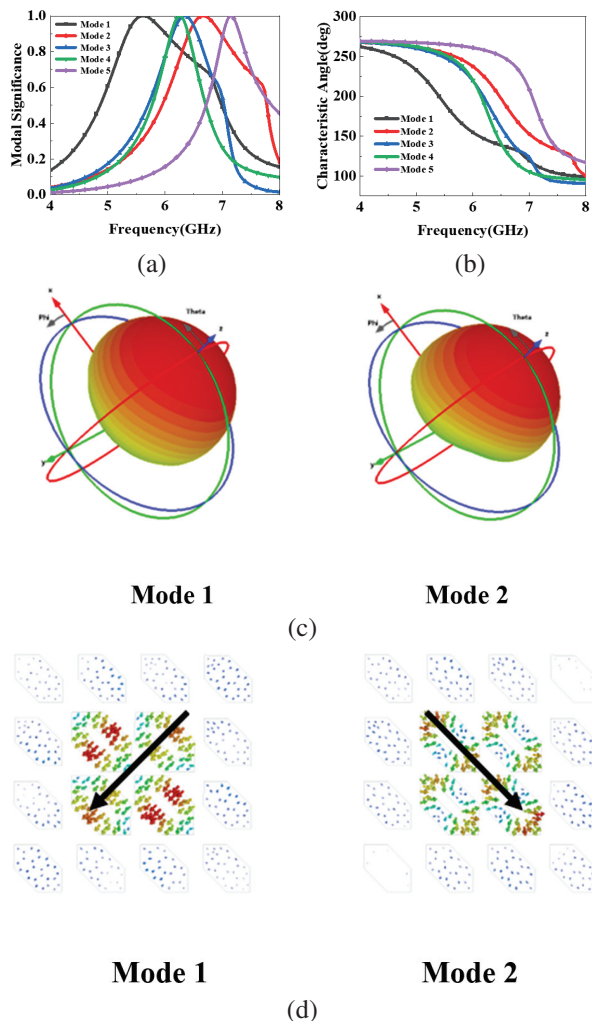 1.0
0.8
0.6
0.4
0.2
0.0
Modal Significance
Mode 1
Mode 2
Mode 3
Mode 4
Mode 5
4 5 6 7 8
Frequency(GHz)
(a)
300
250
200
150
100
Characteristic Angle(deg)
Mode 1
Mode 2
Mode 3
Mode 4
Mode 5
4 5 6 7 8
Frequency(GHz)
(b)
x
Phi
Theta
z
y
x
Phi
Theta
z
y
Mode 1 Mode 2
(c)
Mode 1 Mode 2
(d)